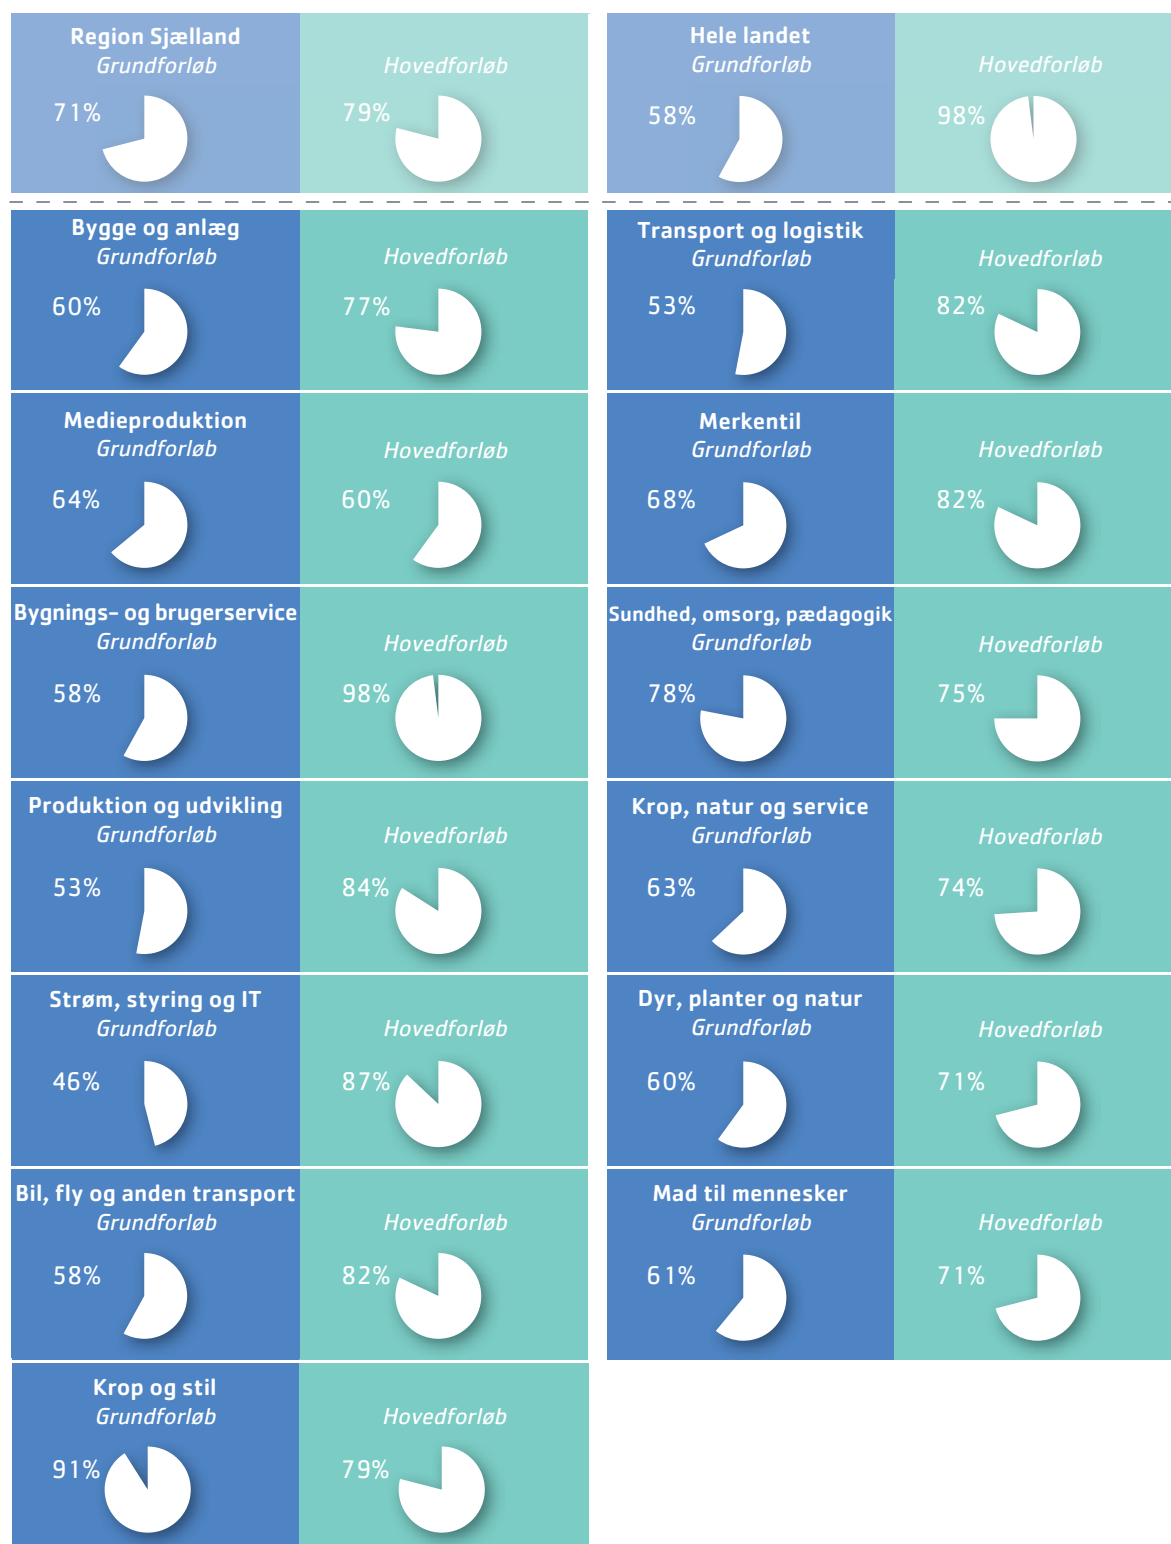 Region Sjælland
Grundforløb
71%
Hovedforløb
79%
Hele landet
Grundforløb
58%
Hovedforløb
98%
Bygge og anlæg
Grundforløb
60%
Hovedforløb
77%
Transport og logistik
Grundforløb
53%
Hovedforløb
82%
Medieproduktion
Grundforløb
64%
Hovedforløb
60%
Merkentil
Grundforløb
68%
Hovedforløb
82%
Bygnings- og brugerservice
Grundforløb
58%
Hovedforløb
98%
Sundhed, omsorg, pædagogik
Grundforløb
78%
Hovedforløb
75%
Produktion og udvikling
Grundforløb
53%
Hovedforløb
84%
Krop, natur og service
Grundforløb
63%
Hovedforløb
74%
Strøm, styring og IT
Grundforløb
46%
Hovedforløb
87%
Dyr, planter og natur
Grundforløb
60%
Hovedforløb
71%
Bil, fly og anden transport
Grundforløb
58%
Hovedforløb
82%
Mad til mennesker
Grundforløb
61%
Hovedforløb
71%
Krop og stil
Grundforløb
91%
Hovedforløb
79%